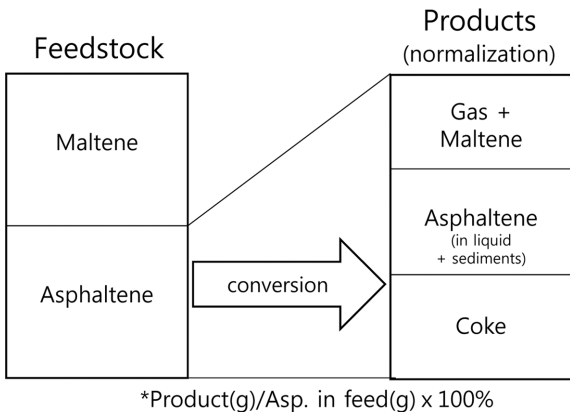 Feedstock
Maltene
Asphaltene
conversion
Products
(normalization)
Gas +
Maltene
Asphaltene
(in liquid
+ sediments)
Coke
*Product(g)/Asp. in feed(g) x 100%